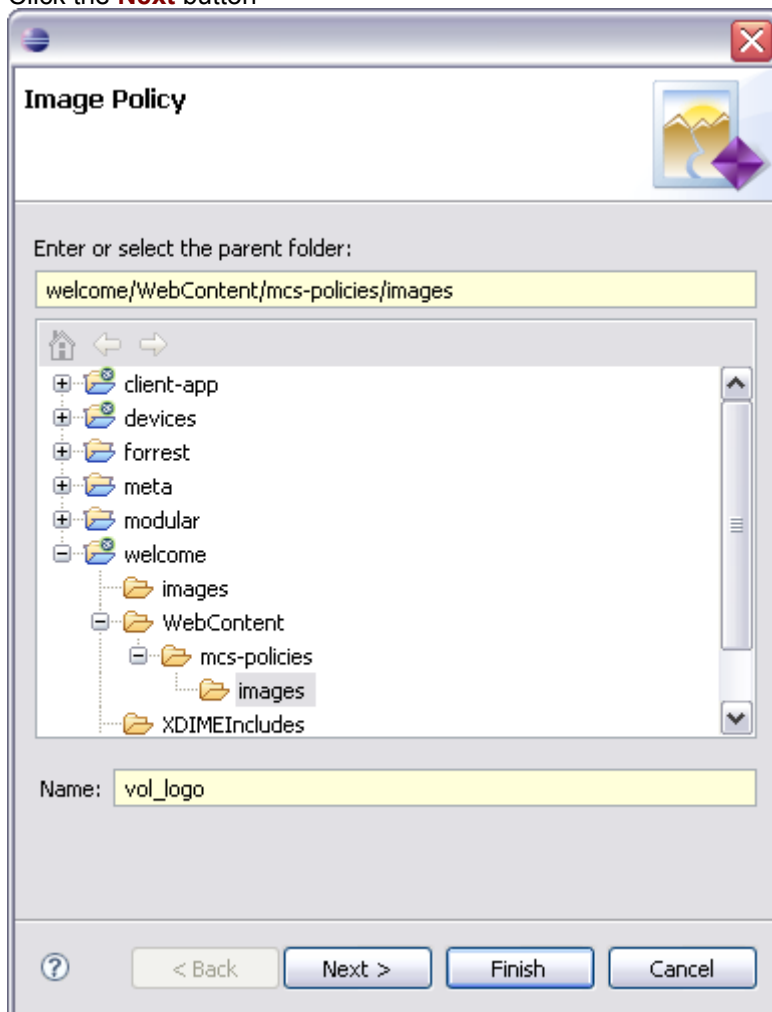 Click the Next button
Image Policy
Enter or select the parent folder:
welcome/WebContent/mcs-policies/images
client-app
devices
forrest
meta
modular
welcome
images
WebContent
mcs-policies
images
XDIMEIncludes
Name: vol_logo
? < Back Next > Finish Cancel